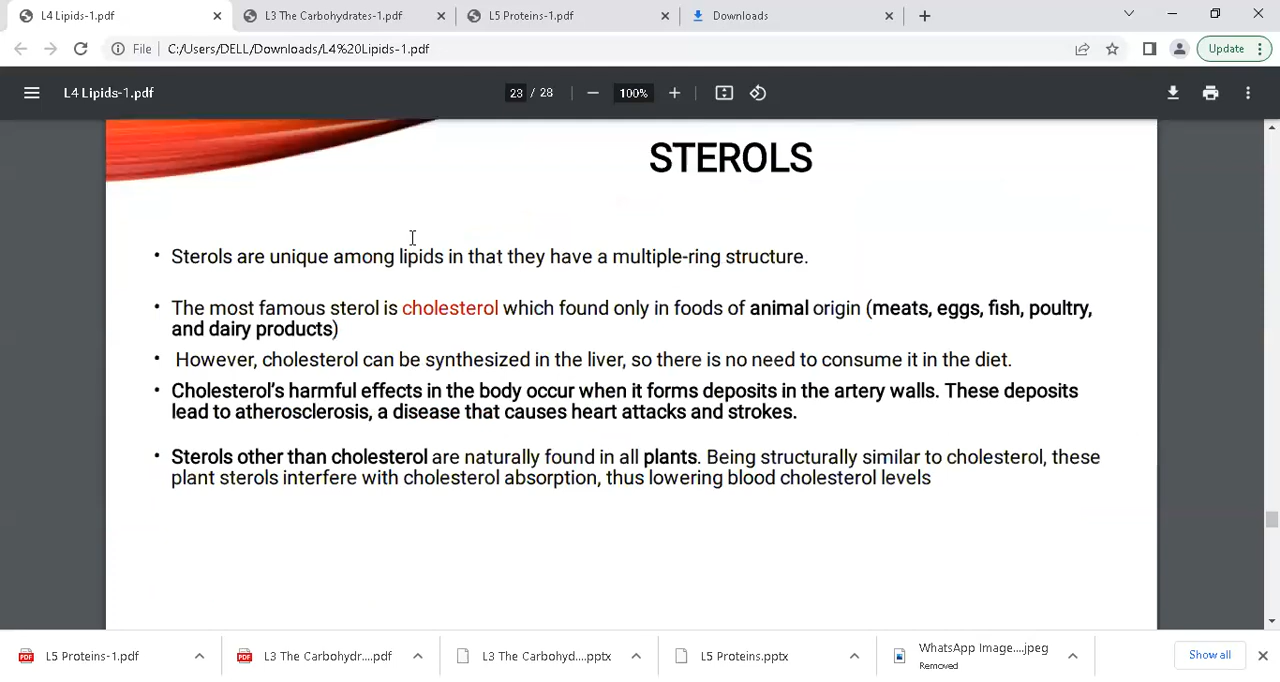 L4 Lipids-1.pdf
L3 The Carbohydrates-1.pdf
L5 Proteins-1.pdf
Downloads
File
C:/Users/DELL/Downloads/L4%20Lipids-1.pdf
Update
L4 Lipids-1.pdf
23 / 28
100%
STEROLS
• Sterols are unique among lipids in that they have a multiple-ring structure.
• The most famous sterol is cholesterol which found only in foods of animal origin (meats, eggs, fish, poultry,
and dairy products)
• However, cholesterol can be synthesized in the liver, so there is no need to consume it in the diet.
• Cholesterol's harmful effects in the body occur when it forms deposits in the artery walls. These deposits
lead to atherosclerosis, a disease that causes heart attacks and strokes.
• Sterols other than cholesterol are naturally found in all plants. Being structurally similar to cholesterol, these
plant sterols interfere with cholesterol absorption, thus lowering blood cholesterol levels
L5 Proteins-1.pdf
L3 The Carbohydr....pdf
L3 The Carbohyd....pptx
L5 Proteins.pptx
WhatsApp Image....jpeg
Removed
Show all